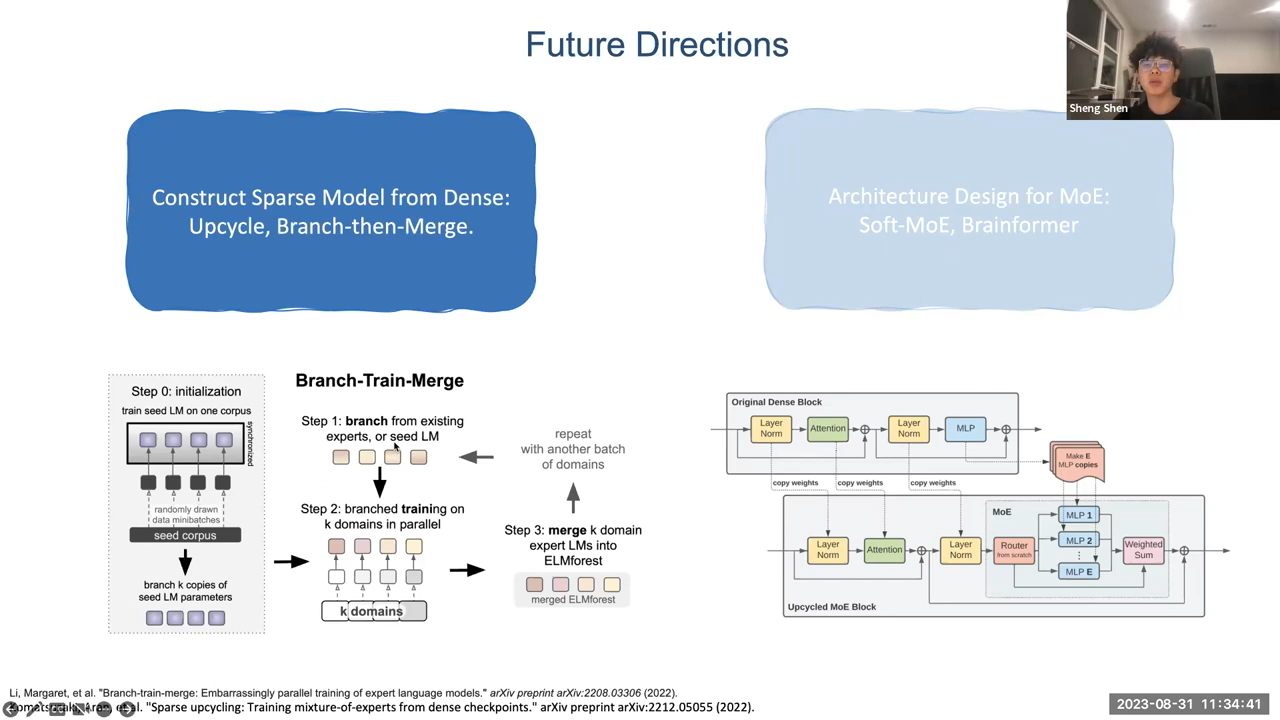 Future Directions
Sheng Shen
Construct Sparse Model from Dense:
Upcycle, Branch-then-Merge.
Architecture Design for MoE:
Soft-MoE, Brainformer
Step 0: initialization
train seed LM on one corpus
synchronized
randomly drawn
data minibatches
seed corpus
branch k copies of
seed LM parameters
Branch-Train-Merge
Step 1: branch from existing
experts, or seed LM
Step 2: branched training on
k domains in parallel
k domains
repeat
with another batch
of domains
Step 3: merge k domain
expert LMs into
ELMforest
merged ELMforest
Original Dense Block
Layer
Norm
Attention
Layer
Norm
MLP
Make E
MLP copies
copy weights
copy weights
copy weights
Layer
Norm
Attention
Layer
Norm
MoE
Router
from scratch
MLP 1
MLP 2
MLP E
Weighted
Sum
Upcycled MoE Block
Li, Margaret, et al. "Branch-train-merge: Embarrassingly parallel training of expert language models." arXiv preprint arXiv:2208.03306 (2022).
"Sparse upcycling: Training mixture-of-experts from dense checkpoints." arXiv preprint arXiv:2212.05055 (2022).
2023-08-31 11:34:41